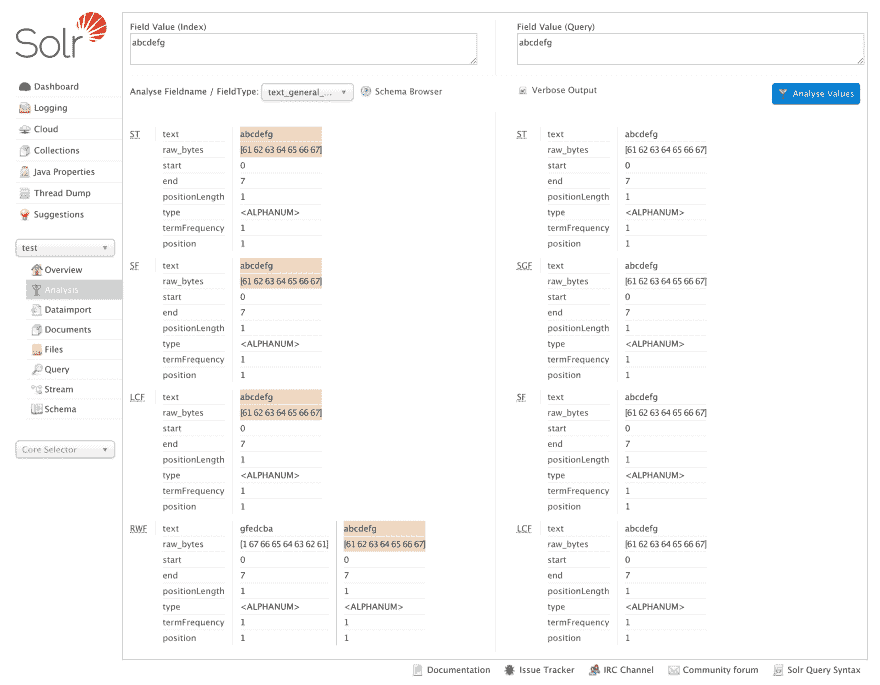 Solr
Dashboard
Logging
Cloud
Collections
Java Properties
Thread Dump
Suggestions
test
Overview
Analysis
Dataimport
Documents
Files
Query
Stream
Schema
Core Selector
Field Value (Index)
abcdefg
Field Value (Query)
abcdefg
Analyse Fieldname / FieldType: text_general_... Schema Browser
Verbose Output
Analyse Values
ST text abcdefg
raw_bytes [61 62 63 64 65 66 67]
start 0
end 7
positionLength 1
type <ALPHANUM>
termFrequency 1
position 1
SF text abcdefg
raw_bytes [61 62 63 64 65 66 67]
start 0
end 7
positionLength 1
type <ALPHANUM>
termFrequency 1
position 1
LCF text abcdefg
raw_bytes [61 62 63 64 65 66 67]
start 0
end 7
positionLength 1
type <ALPHANUM>
termFrequency 1
position 1
RWF text gfedcba abcdefg
raw_bytes [1 67 66 65 64 63 62 61] [61 62 63 64 65 66 67]
start 0 0
end 7 7
positionLength 1 1
type <ALPHANUM> <ALPHANUM>
termFrequency 1 1
position 1 1
ST text abcdefg
raw_bytes [61 62 63 64 65 66 67]
start 0
end 7
positionLength 1
type <ALPHANUM>
termFrequency 1
position 1
SGF text abcdefg
raw_bytes [61 62 63 64 65 66 67]
start 0
end 7
positionLength 1
type <ALPHANUM>
termFrequency 1
position 1
SF text abcdefg
raw_bytes [61 62 63 64 65 66 67]
start 0
end 7
positionLength 1
type <ALPHANUM>
termFrequency 1
position 1
LCF text abcdefg
raw_bytes [61 62 63 64 65 66 67]
start 0
end 7
positionLength 1
type <ALPHANUM>
termFrequency 1
position 1
Documentation Issue Tracker IRC Channel Community forum Solr Query Syntax